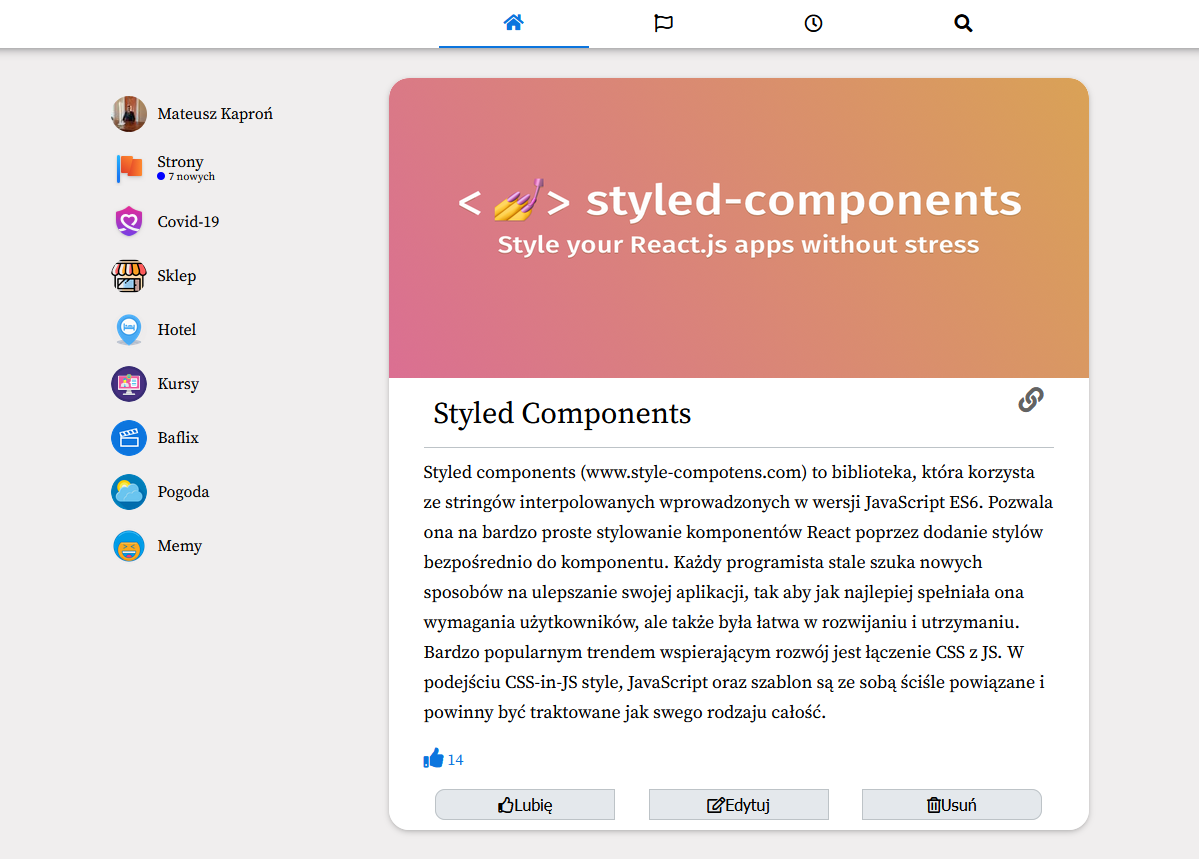 Mateusz Kaproń
Strony
7 nowych
Covid-19
Sklep
Hotel
Kursy
Baflix
Pogoda
Memy
< 💅> styled-components
Style your React.js apps without stress
Styled Components
Styled components (www.style-compotens.com) to biblioteka, która korzysta
ze stringów interpolowanych wprowadzonych w wersji JavaScript ES6. Pozwala
ona na bardzo proste stylowanie komponentów React poprzez dodanie stylów
bezpośrednio do komponentu. Każdy programista stale szuka nowych
sposobów na ulepszanie swojej aplikacji, tak aby jak najlepiej spełniała ona
wymagania użytkowników, ale także była łatwa w rozwijaniu i utrzymaniu.
Bardzo popularnym trendem wspierającym rozwój jest łączenie CSS z JS. W
podejściu CSS-in-JS style, JavaScript oraz szablon są ze sobą ściśle powiązane i
powinny być traktowane jak swego rodzaju całość.
14
Lubię
Edytuj
Usuń